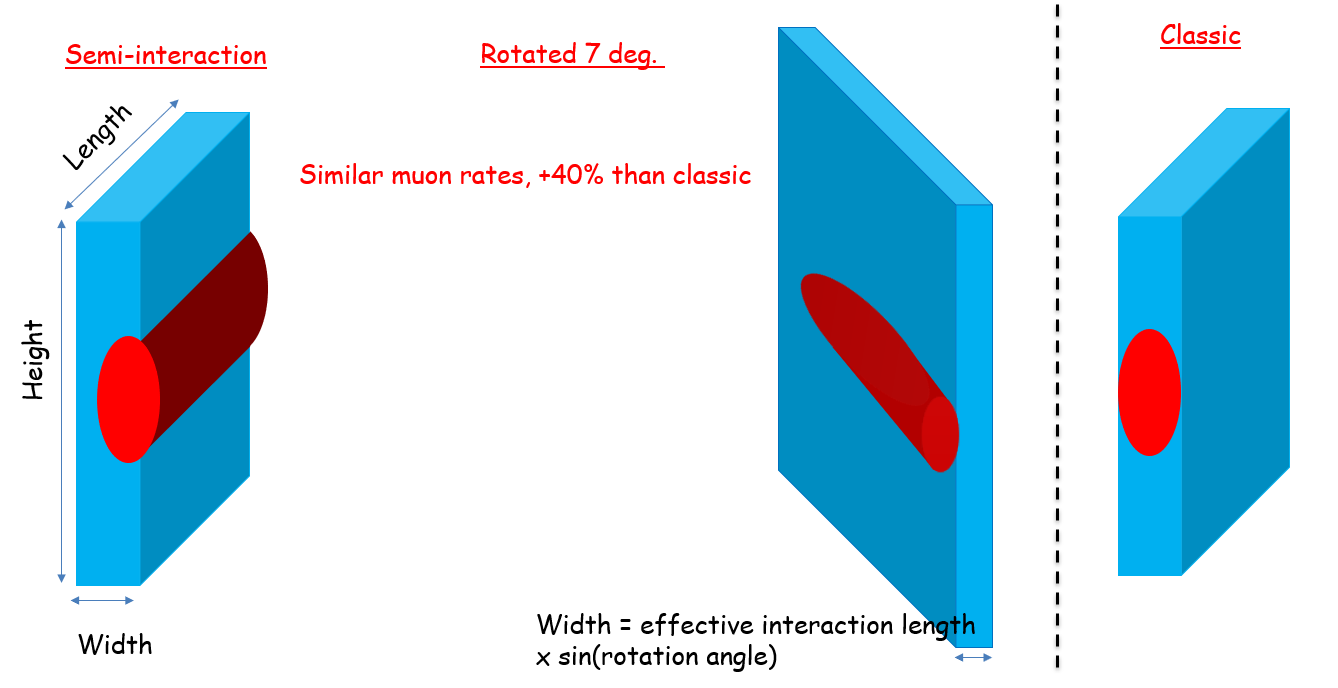 Semi-interaction
Rotated 7 deg.
Classic
Length
Similar muon rates, +40% than classic
Height
Width
Width = effective interaction length
x sin(rotation angle)